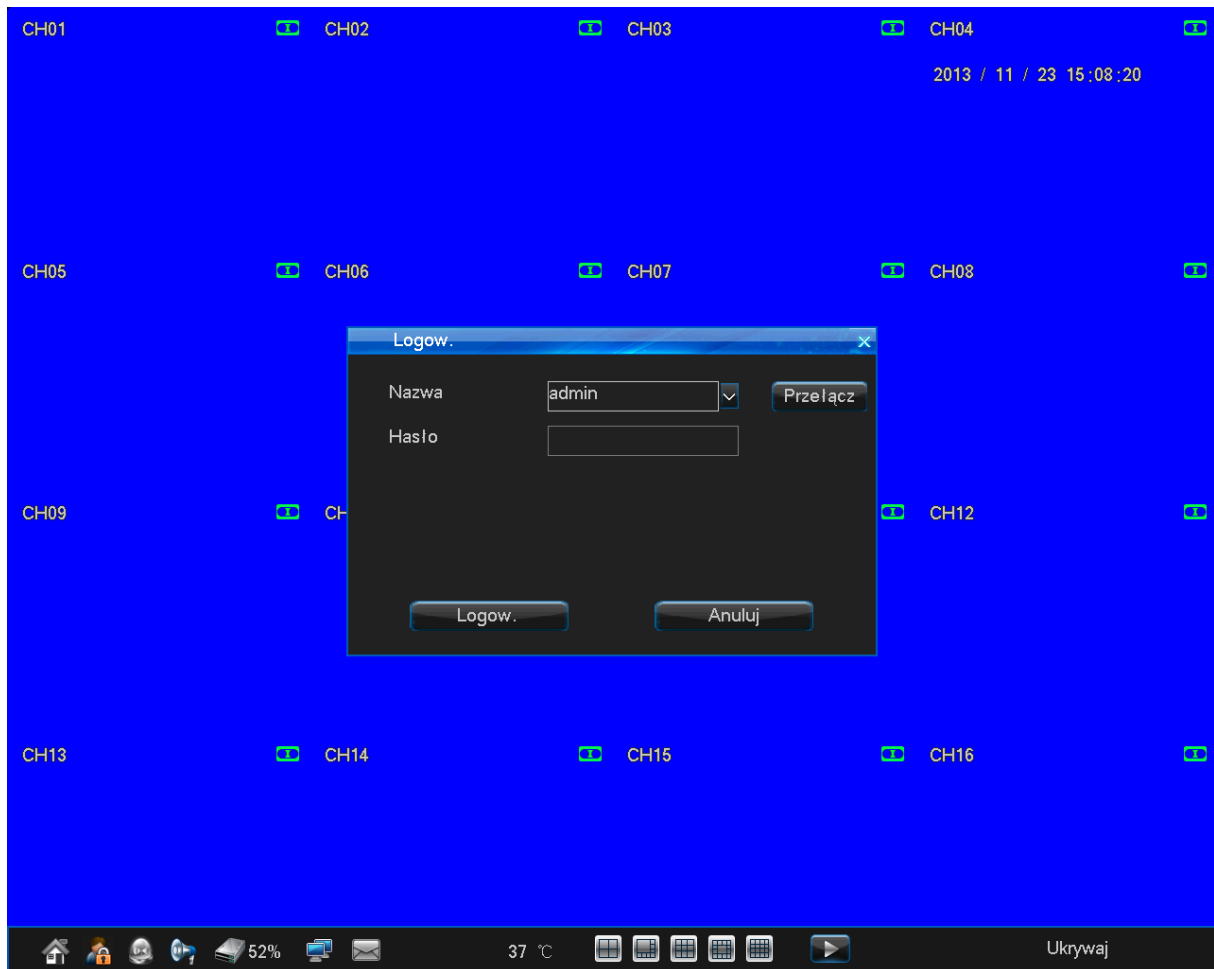 CH01 CH02 CH03 CH04
2013 / 11 / 23 15:08:20
CH05 CH06 CH07 CH08
Logow.
Nazwa admin Przełącz
Hasło
CH09 CH CH12
Logow. Anuluj
CH13 CH14 CH15 CH16
52% 37 °C Ukrywaj